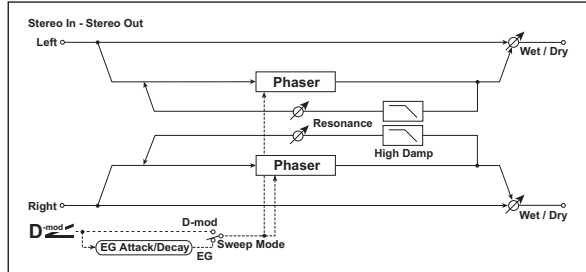 Stereo In - Stereo Out
Left
Wet / Dry
Phaser
Resonance
High Damp
Phaser
Right
Wet / Dry
D-mod
D-mod
EG Attack/Decay
EG
Sweep Mode